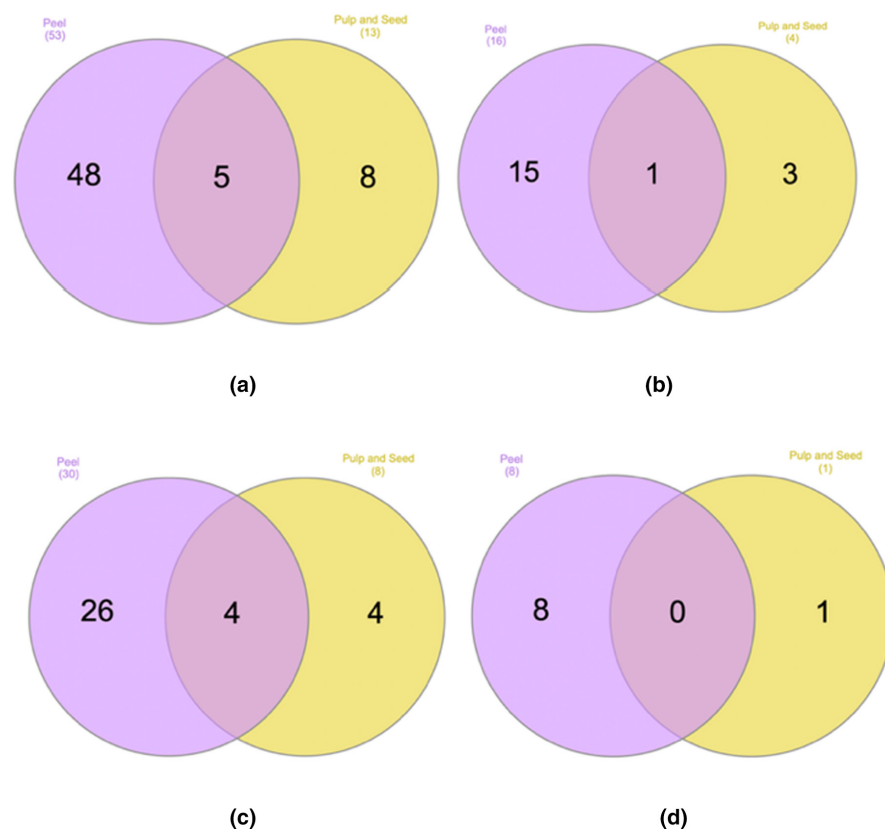 Peel
(53)
Pulp and Seed
(13)
48
5
8
(a)
Peel
(16)
Pulp and Seed
(4)
15
1
3
(b)
Peel
(30)
Pulp and Seed
(8)
26
4
4
(c)
Peel
(8)
Pulp and Seed
(1)
8
0
1
(d)